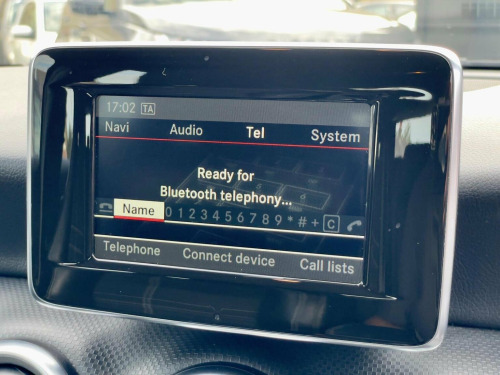 17:02 TA
Navi Audio Tel System
Ready for
Bluetooth telephony...
Name 0 1 2 3 4 5 6 7 8 9 * # + C
Telephone Connect device Call lists